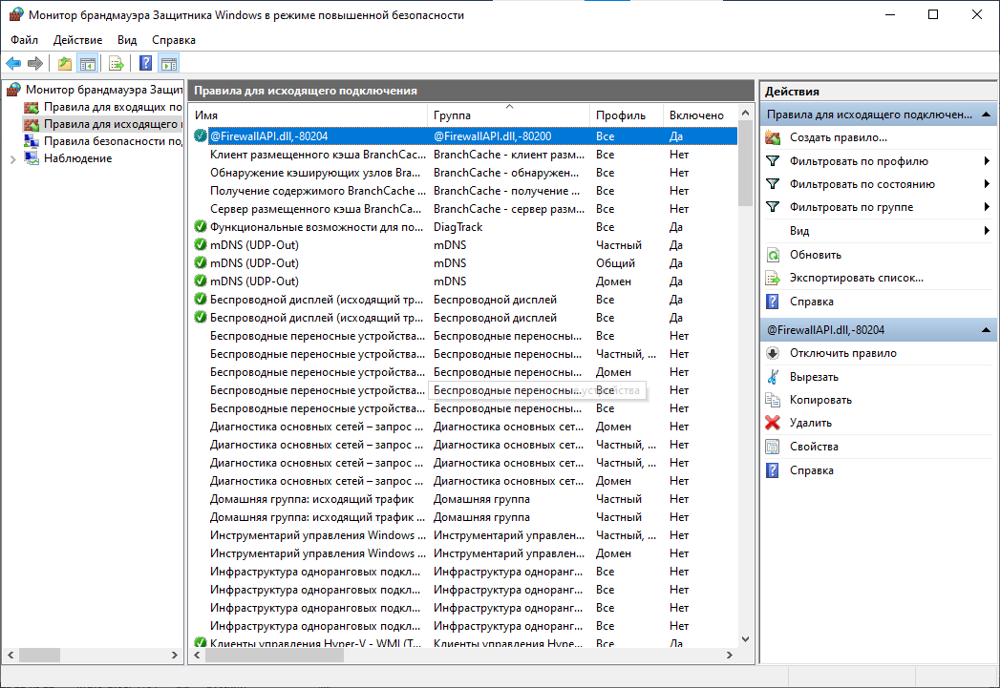 Монитор брандмауэра Защитника Windows в режиме повышенной безопасности
Файл Действие Вид Справка
Монитор брандмауэра Защит
Правила для входящих по
Правила для исходящего п
Правила безопасности по,
Наблюдение
Правила для исходящего подключения
Имя Группа Профиль Включено
@FirewallAPI.dll,-80204 @FirewallAPI.dll,-80200 Все Да
Клиент размещенного кэша BranchCac... BranchCache - клиент разм... Все Нет
Обнаружение кэширующих узлов Bra... BranchCache - обнаружен... Все Нет
Получение содержимого BranchCache ... BranchCache - получение ... Все Нет
Сервер размещенного кэша BranchCa... BranchCache - сервер разм... Все Нет
Функциональные возможности для по... DiagTrack Все Да
mDNS (UDP-Out) mDNS Частный Да
mDNS (UDP-Out) mDNS Общий Да
mDNS (UDP-Out) mDNS Домен Да
Беспроводной дисплей (исходящий тр... Беспроводной дисплей Все Да
Беспроводной дисплей (исходящий тр... Беспроводной дисплей Все Да
Беспроводные переносные устройства... Беспроводные переносны... Все Нет
Беспроводные переносные устройства... Беспроводные переносны... Частный, ... Нет
Беспроводные переносные устройства... Беспроводные переносны... Домен Нет
Беспроводные переносные устройства... Беспроводные переносные устройства Все Нет
Беспроводные переносные устройства... Беспроводные переносны... Все Нет
Диагностика основных сетей – запрос ... Диагностика основных сет... Домен Нет
Диагностика основных сетей – запрос ... Диагностика основных сет... Частный, ... Нет
Диагностика основных сетей – запрос ... Диагностика основных сет... Частный, ... Нет
Диагностика основных сетей – запрос ... Диагностика основных сет... Домен Нет
Домашняя группа: исходящий трафик Домашняя группа Частный Нет
Домашняя группа: исходящий трафик ... Домашняя группа Частный Нет
Инструментарий управления Windows ... Инструментарий управлен... Частный, ... Нет
Инструментарий управления Windows ... Инструментарий управлен... Домен Нет
Инфраструктура одноранговых подкл... Инфраструктура одноранг... Все Нет
Инфраструктура одноранговых подкл... Инфраструктура одноранг... Все Нет
Инфраструктура одноранговых подкл... Инфраструктура одноранг... Все Нет
Инфраструктура одноранговых подкл... Инфраструктура одноранг... Все Нет
Клиенты управления Hyper-V - WMI (T... Клиенты управления Hype... Все Да
Действия
Правила для исходящего подключен...
Создать правило...
Фильтровать по профилю
Фильтровать по состоянию
Фильтровать по группе
Вид
Обновить
Экспортировать список...
Справка
@FirewallAPI.dll,-80204
Отключить правило
Вырезать
Копировать
Удалить
Свойства
Справка